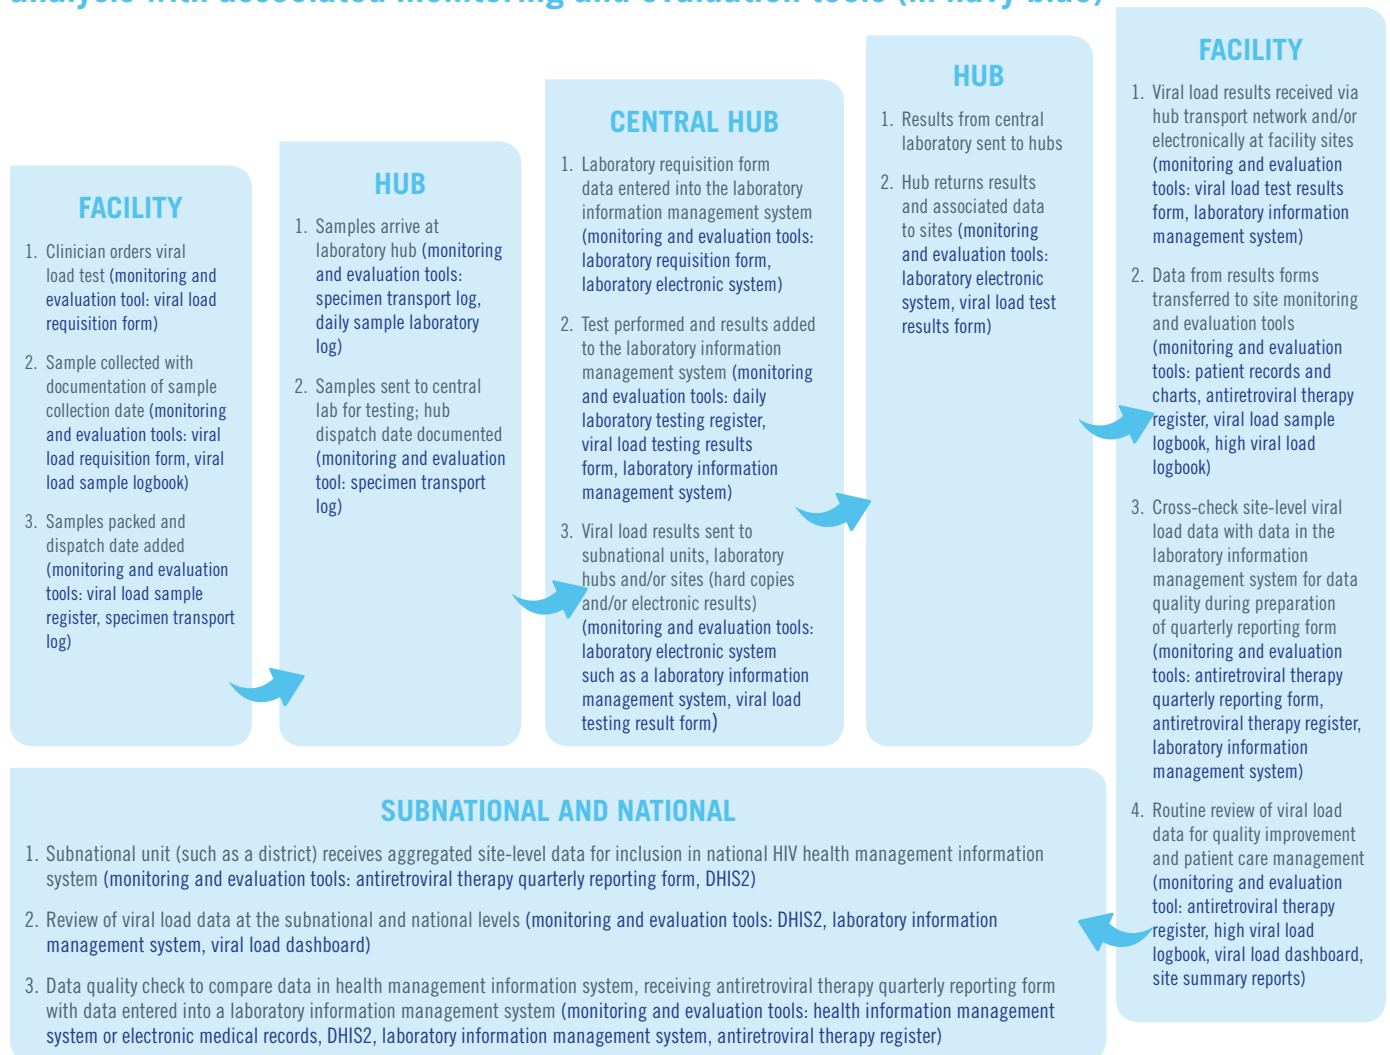 analysis with associated monitoring and evaluation tools (in navy blue)
FACILITY
1. Clinician orders viral
load test (monitoring and
evaluation tool: viral load
requisition form)
2. Sample collected with
documentation of sample
collection date (monitoring
and evaluation tools: viral
load requisition form, viral
load sample logbook)
3. Samples packed and
dispatch date added
(monitoring and evaluation
tools: viral load sample
register, specimen transport
log)
HUB
1. Samples arrive at
laboratory hub (monitoring
and evaluation tools:
specimen transport log,
daily sample laboratory
log)
2. Samples sent to central
lab for testing; hub
dispatch date documented
(monitoring and evaluation
tool: specimen transport
log)
CENTRAL HUB
1. Laboratory requisition form
data entered into the laboratory
information management system
(monitoring and evaluation tools:
laboratory requisition form,
laboratory electronic system)
2. Test performed and results added
to the laboratory information
management system (monitoring
and evaluation tools: daily
laboratory testing register,
viral load testing results
form, laboratory information
management system)
3. Viral load results sent to
subnational units, laboratory
hubs and/or sites (hard copies
and/or electronic results)
(monitoring and evaluation tools:
laboratory electronic system
such as a laboratory information
management system, viral load
testing result form)
HUB
1. Results from central
laboratory sent to hubs
2. Hub returns results
and associated data
to sites (monitoring
and evaluation tools:
laboratory electronic
system, viral load test
results form)
FACILITY
1. Viral load results received via
hub transport network and/or
electronically at facility sites
(monitoring and evaluation
tools: viral load test results
form, laboratory information
management system)
2. Data from results forms
transferred to site monitoring
and evaluation tools
(monitoring and evaluation
tools: patient records and
charts, antiretroviral therapy
register, viral load sample
logbook, high viral load
logbook)
3. Cross-check site-level viral
load data with data in the
laboratory information
management system for data
quality during preparation
of quarterly reporting form
(monitoring and evaluation
tools: antiretroviral therapy
quarterly reporting form,
antiretroviral therapy register,
laboratory information
management system)
4. Routine review of viral load
data for quality improvement
and patient care management
(monitoring and evaluation
tool: antiretroviral therapy
register, high viral load
logbook, viral load dashboard,
site summary reports)
SUBNATIONAL AND NATIONAL
1. Subnational unit (such as a district) receives aggregated site-level data for inclusion in national HIV health management information
system (monitoring and evaluation tools: antiretroviral therapy quarterly reporting form, DHIS2)
2. Review of viral load data at the subnational and national levels (monitoring and evaluation tools: DHIS2, laboratory information
management system, viral load dashboard)
3. Data quality check to compare data in health management information system, receiving antiretroviral therapy quarterly reporting form
with data entered into a laboratory information management system (monitoring and evaluation tools: health information management
system or electronic medical records, DHIS2, laboratory information management system, antiretroviral therapy register)